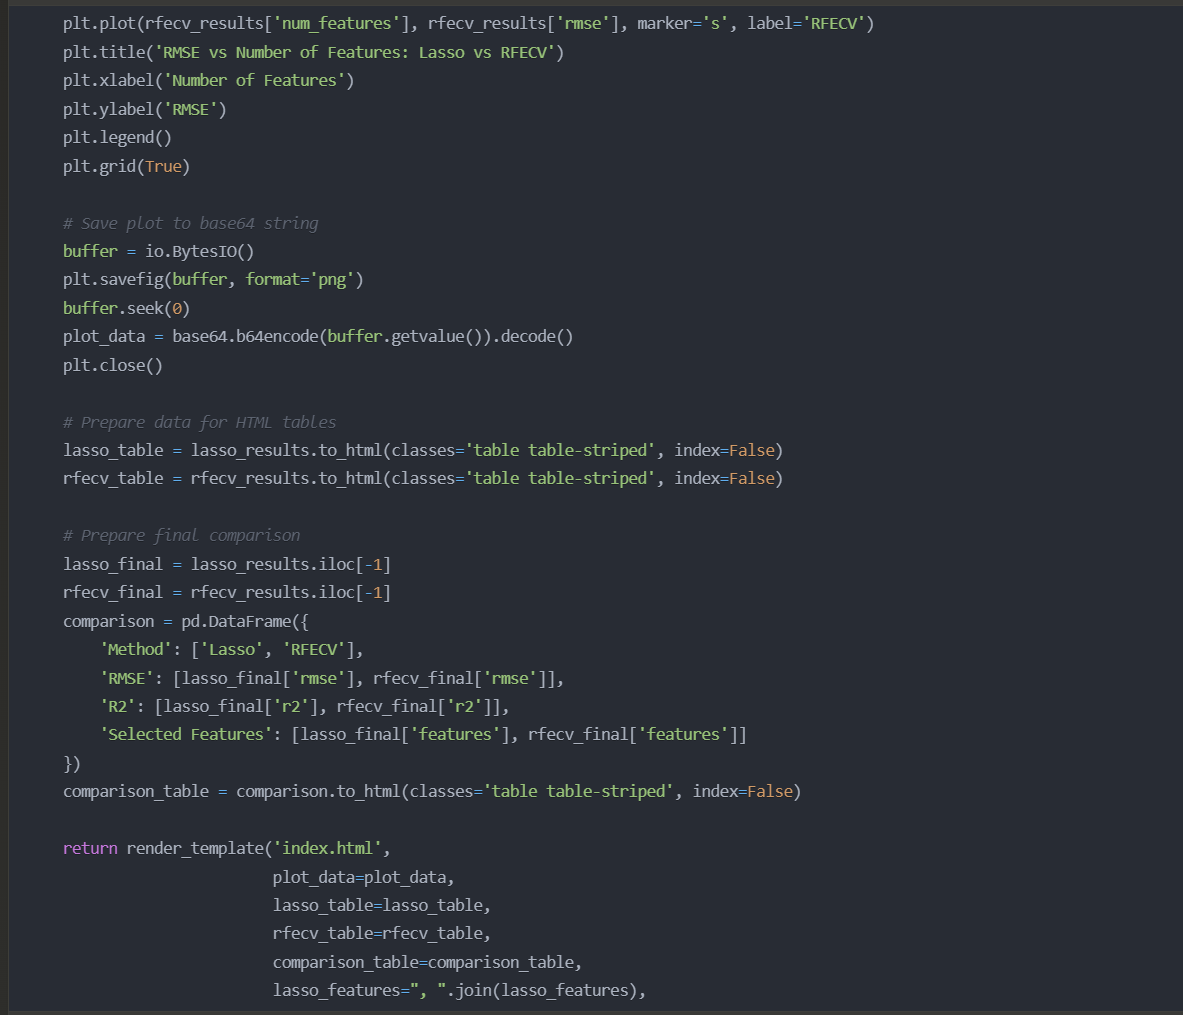 plt.plot(rfecv_results['num_features'], rfecv_results['rmse'], marker='s', label='RFECV')
plt.title('RMSE vs Number of Features: Lasso vs RFECV')
plt.xlabel('Number of Features')
plt.ylabel('RMSE')
plt.legend()
plt.grid(True)

# Save plot to base64 string
buffer = io.BytesIO()
plt.savefig(buffer, format='png')
buffer.seek(0)
plot_data = base64.b64encode(buffer.getvalue()).decode()
plt.close()

# Prepare data for HTML tables
lasso_table = lasso_results.to_html(classes='table table-striped', index=False)
rfecv_table = rfecv_results.to_html(classes='table table-striped', index=False)

# Prepare final comparison
lasso_final = lasso_results.iloc[-1]
rfecv_final = rfecv_results.iloc[-1]
comparison = pd.DataFrame({
    'Method': ['Lasso', 'RFECV'],
    'RMSE': [lasso_final['rmse'], rfecv_final['rmse']],
    'R2': [lasso_final['r2'], rfecv_final['r2']],
    'Selected Features': [lasso_final['features'], rfecv_final['features']]
})
comparison_table = comparison.to_html(classes='table table-striped', index=False)

return render_template('index.html',
                       plot_data=plot_data,
                       lasso_table=lasso_table,
                       rfecv_table=rfecv_table,
                       comparison_table=comparison_table,
                       lasso_features=", ".join(lasso_features),